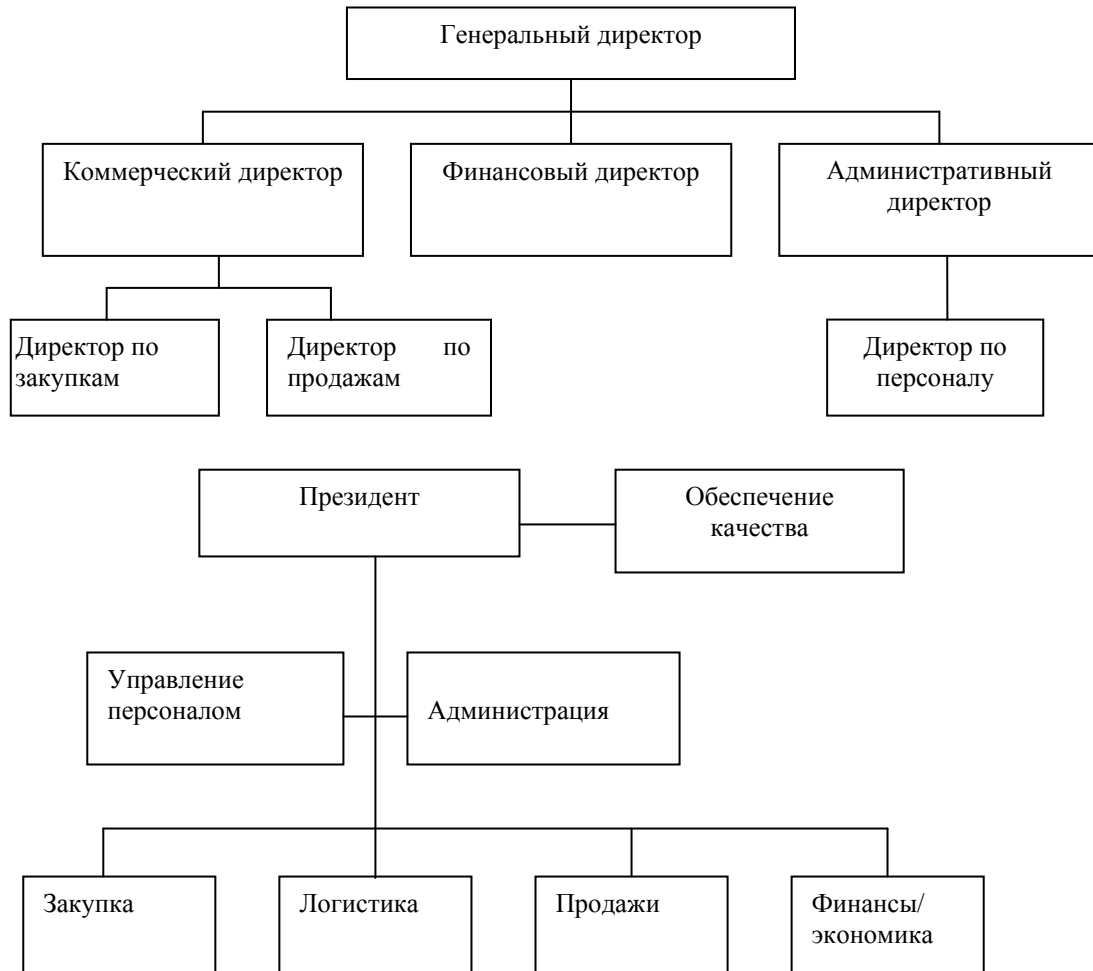 Генеральный директор
Коммерческий директор
Финансовый директор
Административный
директор
Директор по
закупкам
Директор по
продажам
Директор по
персоналу
Президент
Обеспечение
качества
Управление
персоналом
Администрация
Закупка
Логистика
Продажи
Финансы/
экономика